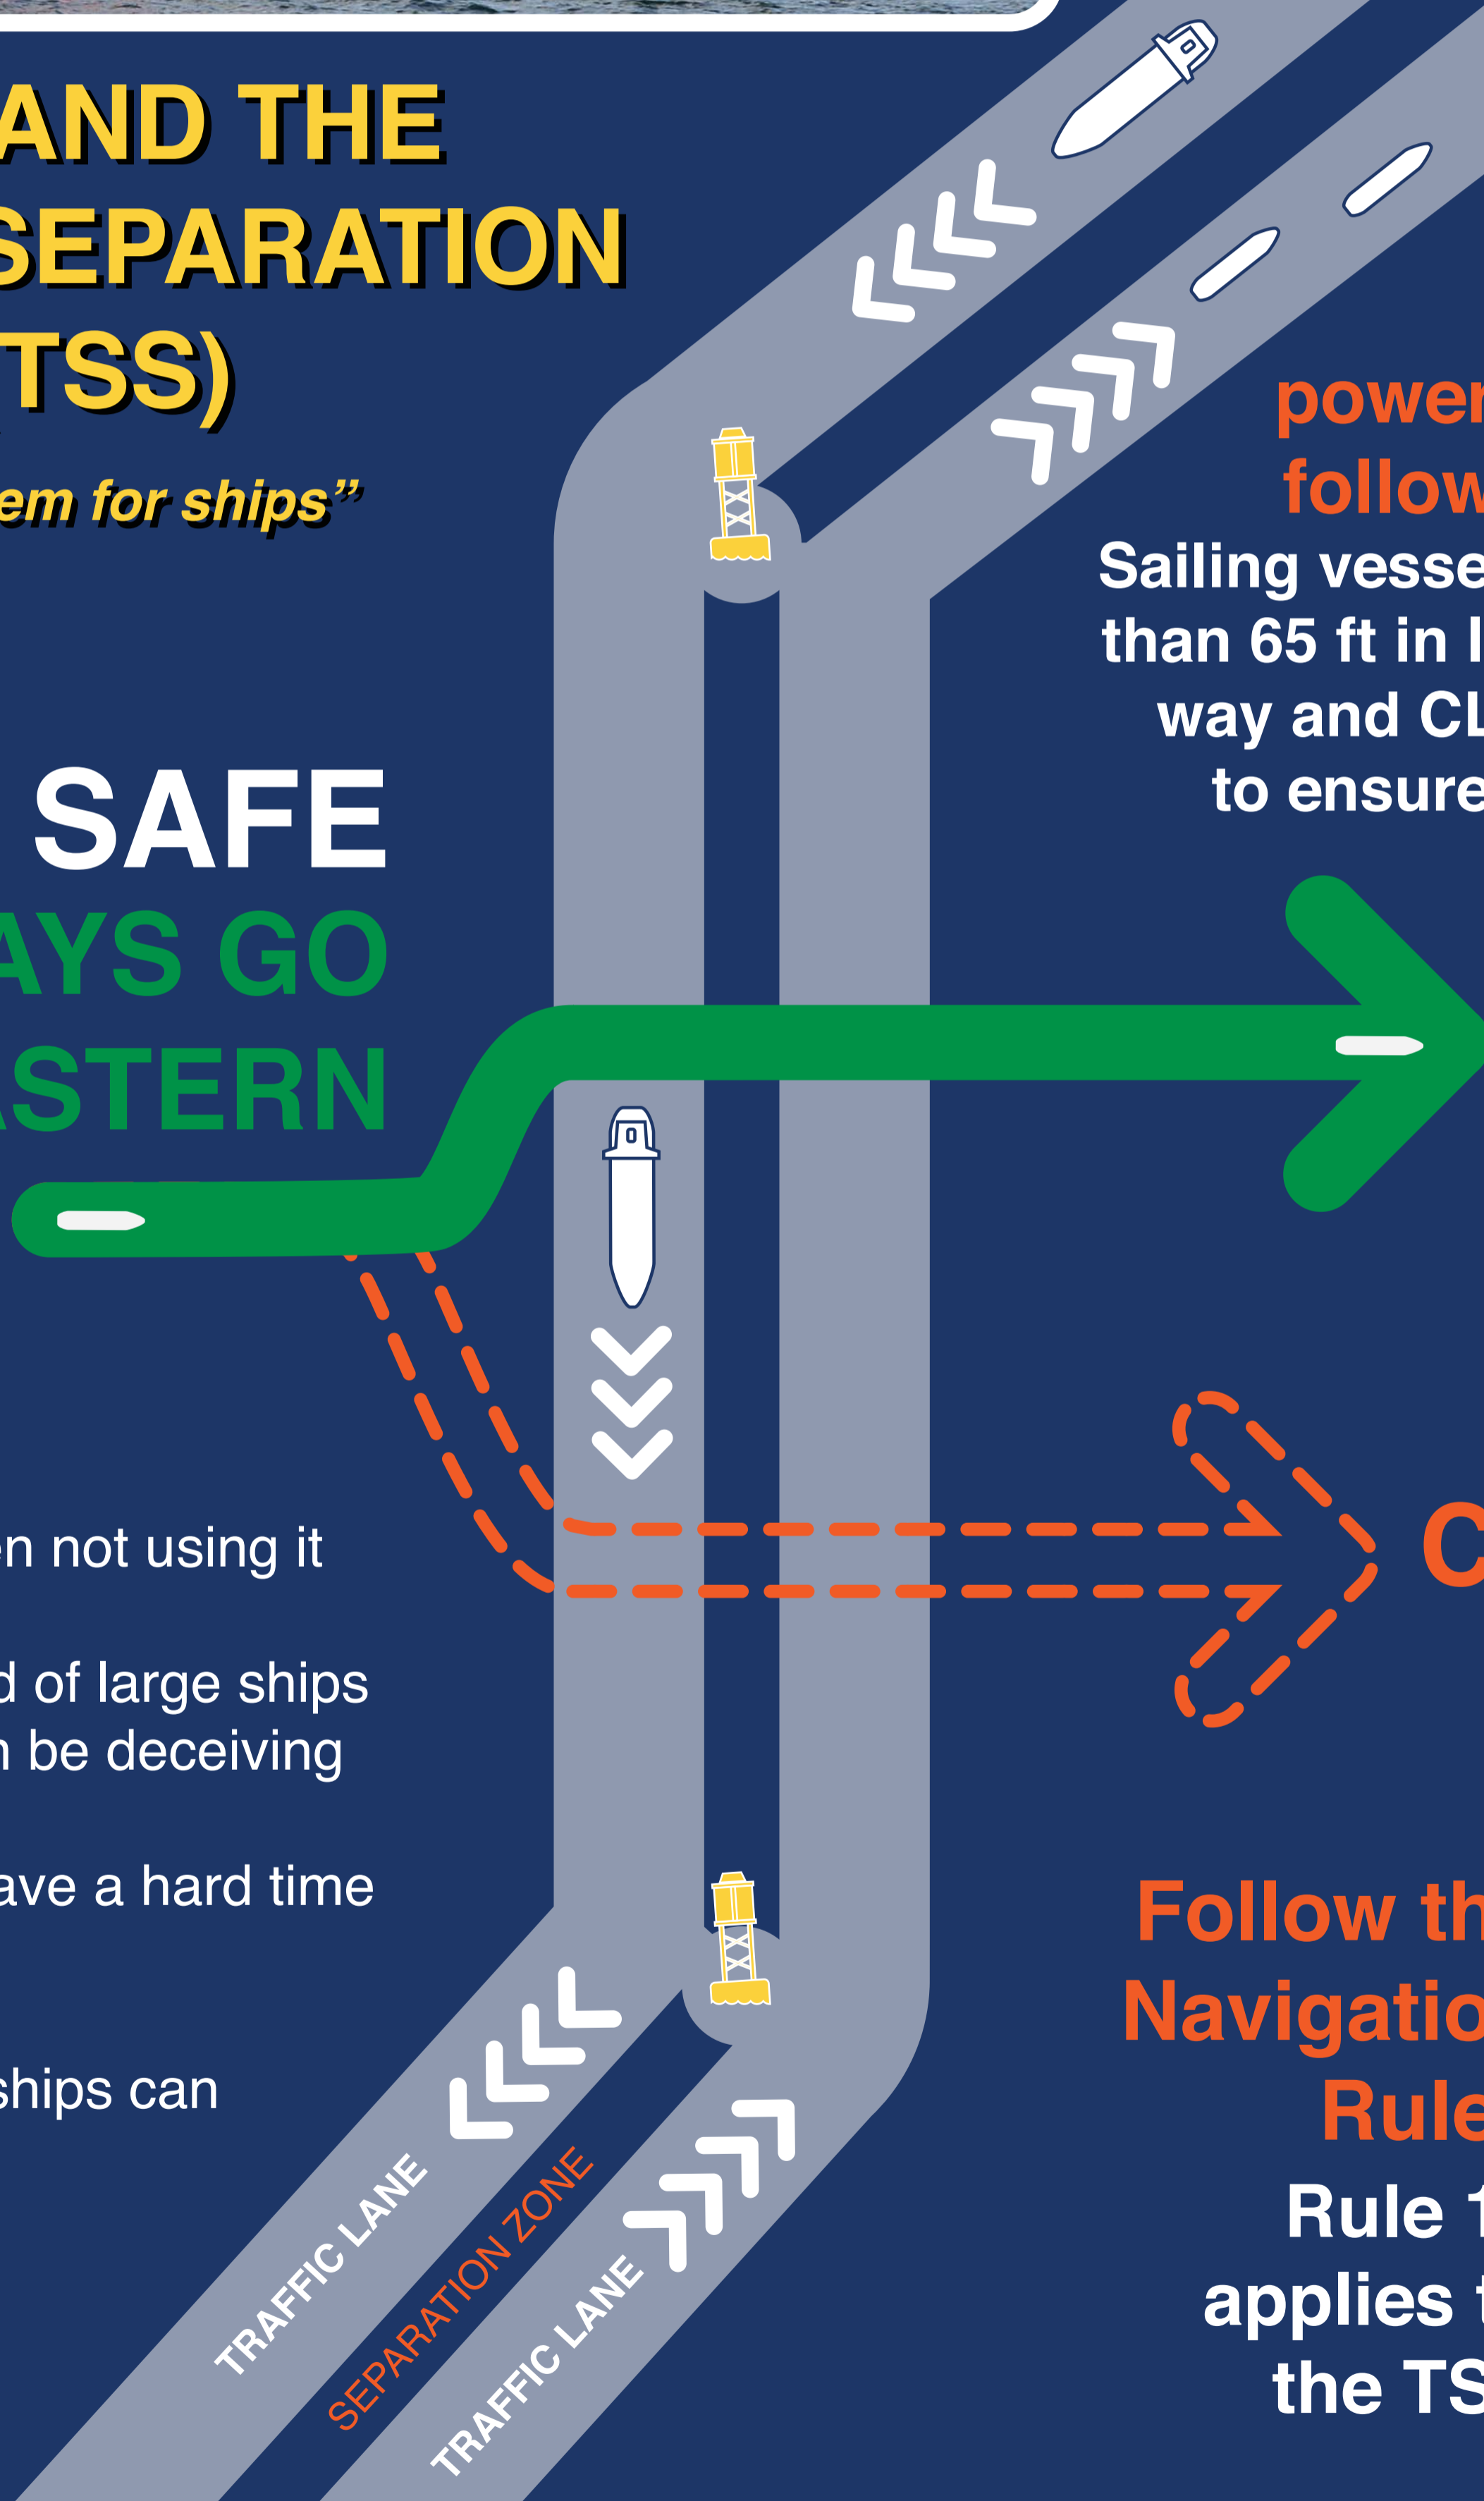 AND THE
SEPARATION
TSS)
em for ships”
SAFE
AYS GO
STERN
en not using it
d of large ships
n be deceiving
ave a hard time
ships can
power
follow
Sailing vesse
than 65 ft in l
way and CL
to ensure
C
Follow th
Navigatio
Rule
Rule 1
applies t
the TS
TRAFFIC LANE
SEPARATION ZONE
TRAFFIC LANE